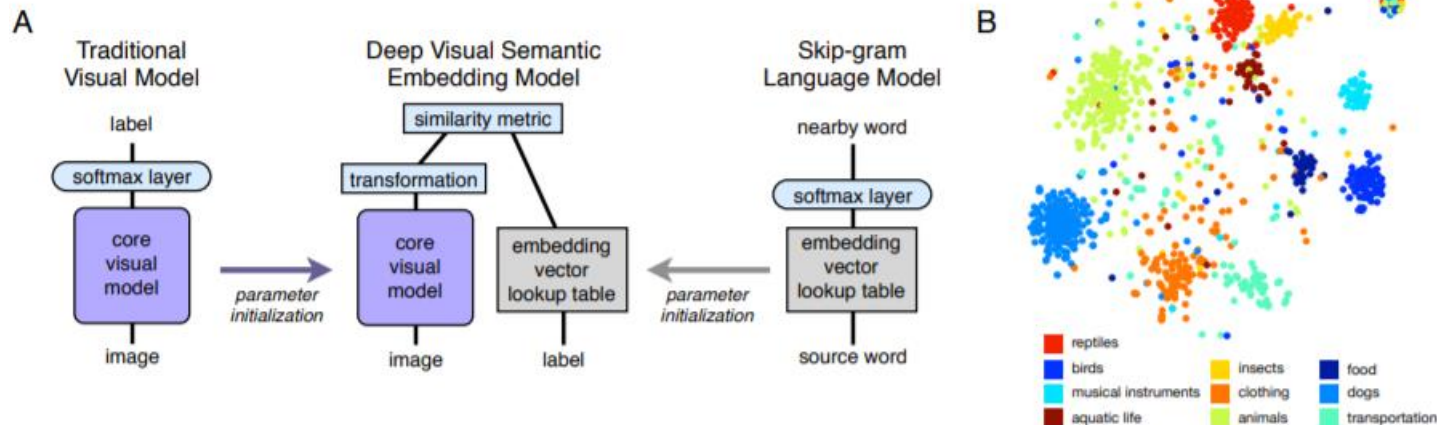 A
Traditional
Visual Model
label
softmax layer
core
visual
model
image
parameter
initialization
Deep Visual Semantic
Embedding Model
similarity metric
transformation
core
visual
model
image
embedding
vector
lookup table
label
parameter
initialization
Skip-gram
Language Model
nearby word
softmax layer
embedding
vector
lookup table
source word
B
reptiles
birds
musical instruments
aquatic life
insects
clothing
animals
food
dogs
transportation